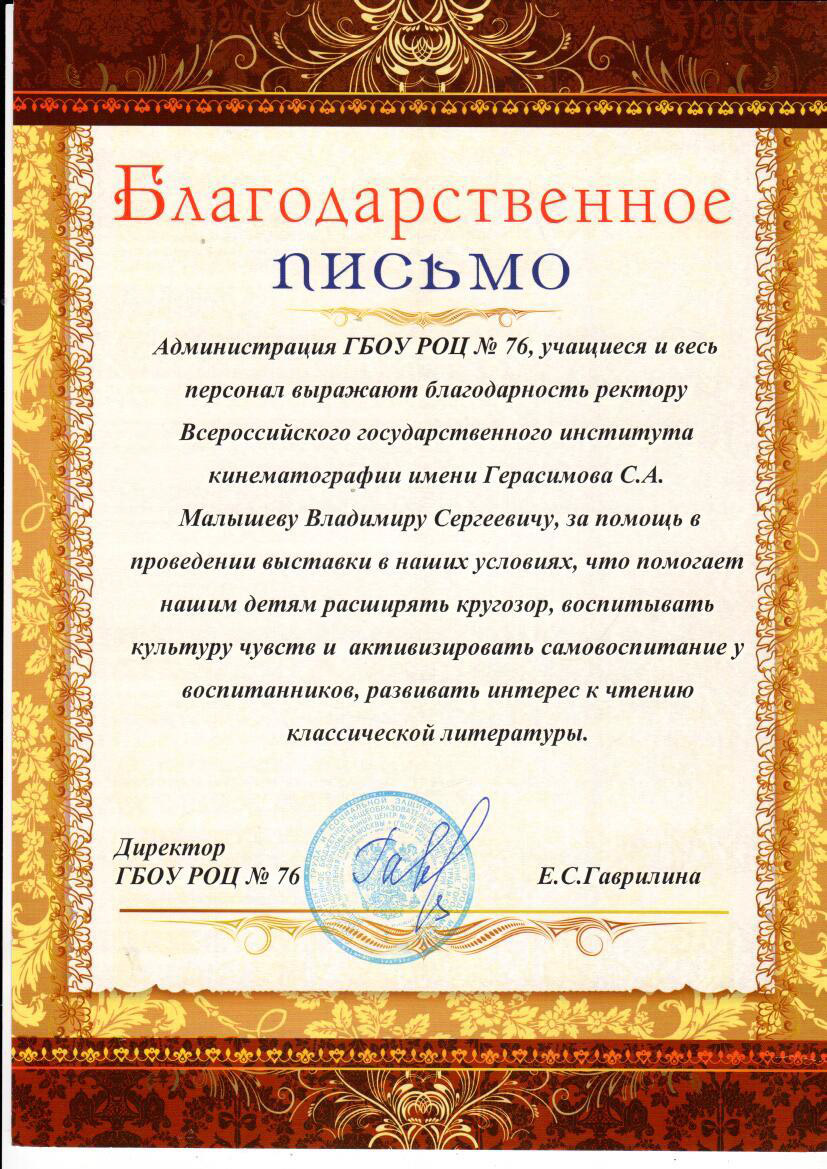 Благодарственное
письмо
Администрация ГБОУ РОЦ № 76, учащиеся и весь
персонал выражают благодарность ректору
Всероссийского государственного института
кинематографии имени Герасимова С.А.
Малышеву Владимиру Сергеевичу, за помощь в
проведении выставки в наших условиях, что помогает
нашим детям расширять кругозор, воспитывать
культуру чувств и активизировать самовоспитание у
воспитанников, развивать интерес к чтению
классической литературы.
Директор
ГБОУ РОЦ № 76
Е.С.Гаврилина